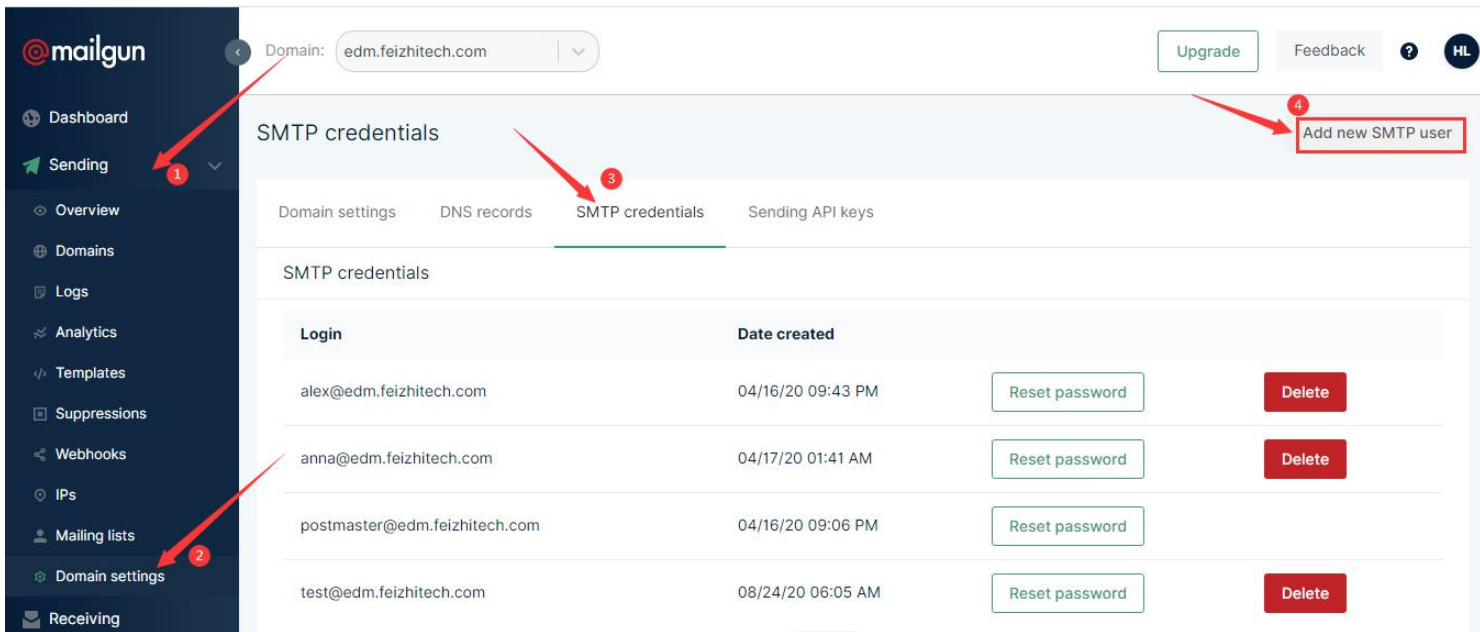 mailgun
Domain: edm.feizhitech.com
Upgrade
Feedback
?
HL
Dashboard
Sending
1
Overview
Domains
Logs
Analytics
Templates
Suppressions
Webhooks
IPs
Mailing lists
2
Domain settings
Receiving
SMTP credentials
4
Add new SMTP user
3
Domain settings DNS records SMTP credentials Sending API keys
SMTP credentials
Login Date created
alex@edm.feizhitech.com 04/16/20 09:43 PM Reset password Delete
anna@edm.feizhitech.com 04/17/20 01:41 AM Reset password Delete
postmaster@edm.feizhitech.com 04/16/20 09:06 PM Reset password
test@edm.feizhitech.com 08/24/20 06:05 AM Reset password Delete